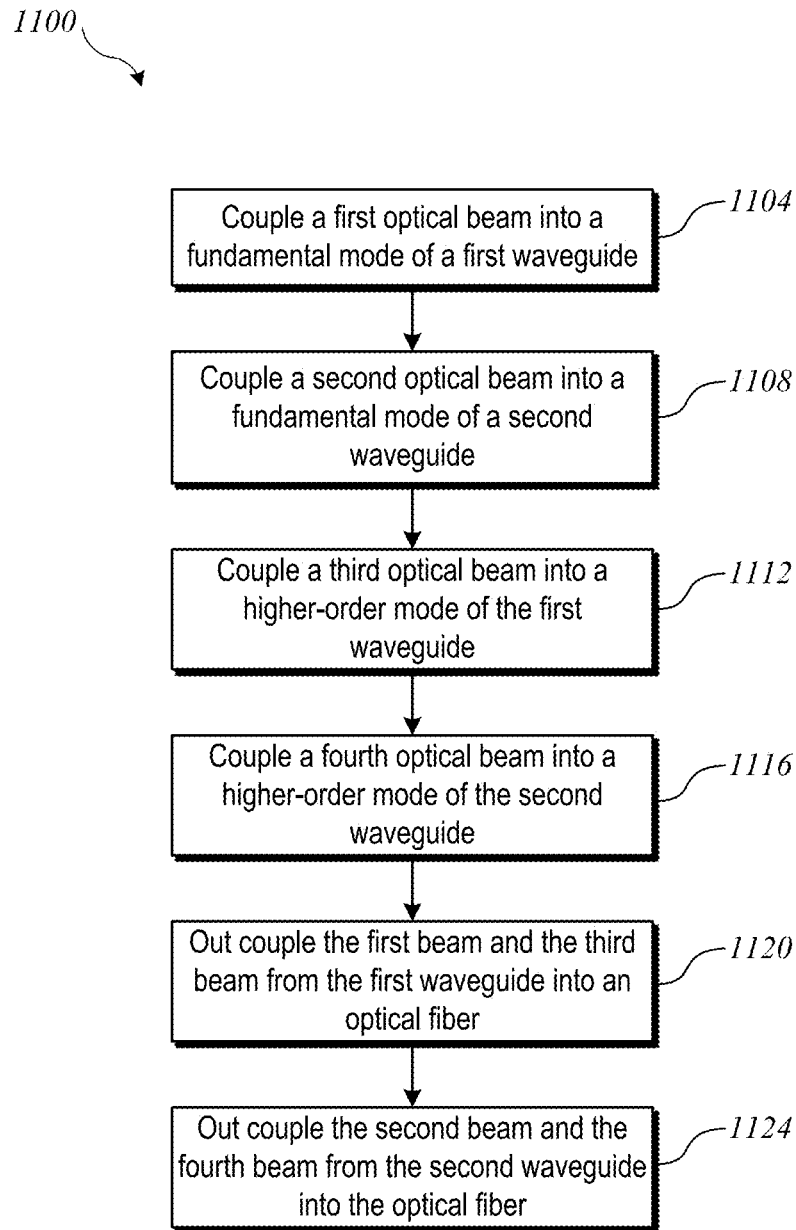 1100
Couple a first optical beam into a
fundamental mode of a first waveguide
1104
Couple a second optical beam into a
fundamental mode of a second
waveguide
1108
Couple a third optical beam into a
higher-order mode of the first
waveguide
1112
Couple a fourth optical beam into a
higher-order mode of the second
waveguide
1116
Out couple the first beam and the third
beam from the first waveguide into an
optical fiber
1120
Out couple the second beam and the
fourth beam from the second waveguide
into the optical fiber
1124